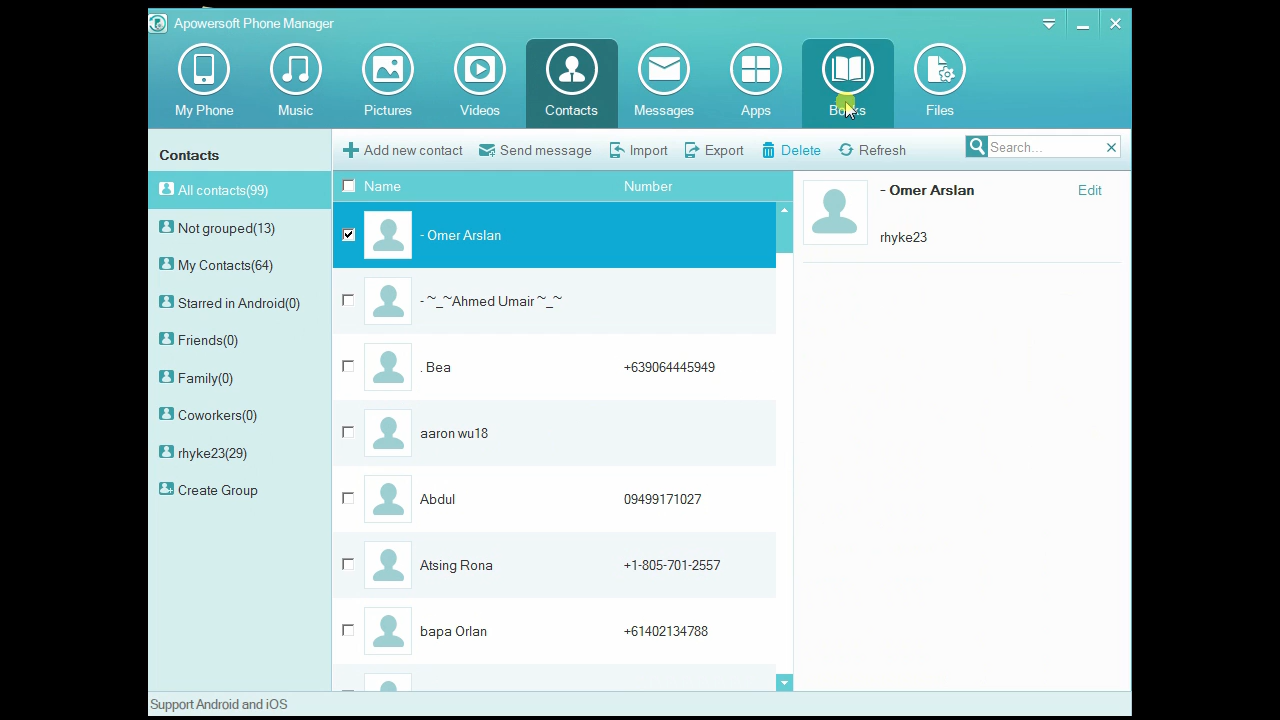 Apowersoft Phone Manager
My Phone
Music
Pictures
Videos
Contacts
Messages
Apps
Books
Files
Contacts
All contacts(99)
Not grouped(13)
My Contacts(64)
Starred in Android(0)
Friends(0)
Family(0)
Coworkers(0)
rhyke23(29)
Create Group
Add new contact
Send message
Import
Export
Delete
Refresh
Search...
Name Number
- Omer Arslan
- ~_~Ahmed Umair ~_~
. Bea +639064445949
aaron wu18
Abdul 09499171027
Atsing Rona +1-805-701-2557
bapa Orlan +61402134788
- Omer Arslan
Edit
rhyke23
Support Android and iOS